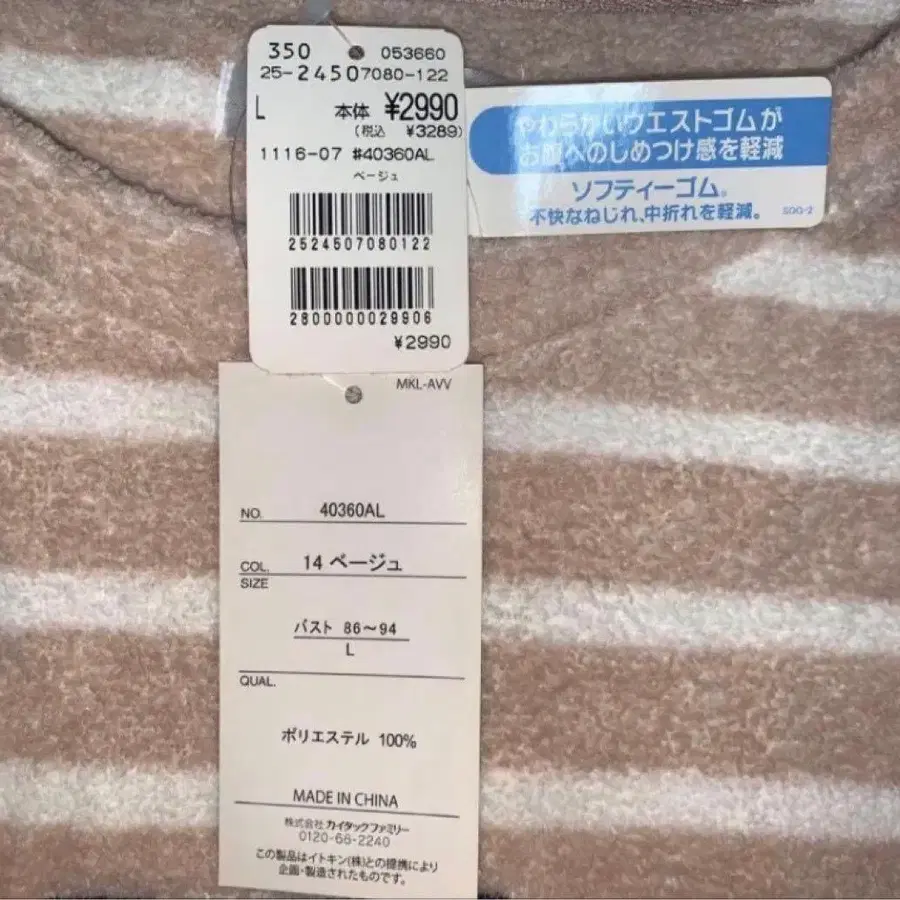 350 053660
25-24507080-122
L 本体 ¥2990
(税込 ¥3289)
1116-07 #40360AL
ベージュ
2524507080122
2800000029906
¥2990
やわらかいウエストゴムが
お腹へのしめつけ感を軽減
ソフティーゴム®
不快なねじれ、中折れを軽減。 SOG-2
MKL-AVV
NO. 40360AL
COL. 14 ベージュ
SIZE
バスト 86～94
L
QUAL.
ポリエステル 100%
MADE IN CHINA
株式会社カイタックファミリー
0120-66-2240
この製品はイトキン(株)との提携により
企画・製造されたものです。